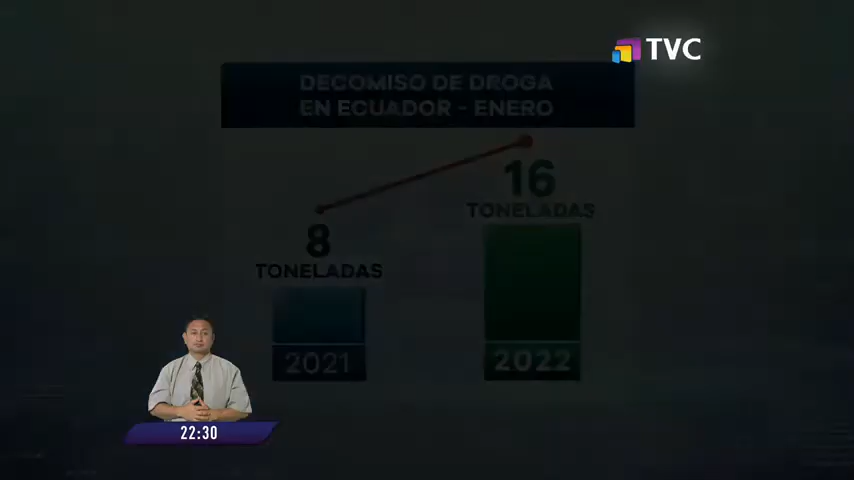 TVC
DECOMISO DE DROGA
EN ECUADOR - ENERO
16
TONELADAS
8
TONELADAS
2021
2022
22:30